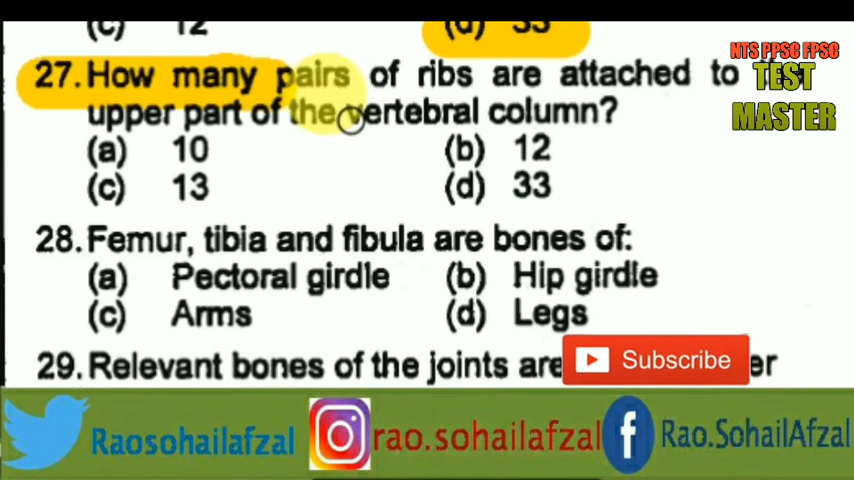 (c) 12 (d) 33
27. How many pairs of ribs are attached to
upper part of the vertebral column?
(a) 10 (b) 12
(c) 13 (d) 33
28. Femur, tibia and fibula are bones of:
(a) Pectoral girdle (b) Hip girdle
(c) Arms (d) Legs
29. Relevant bones of the joints are er
NTS PPSC FPSC
TEST
MASTER
Subscribe
Raosohailafzal rao.sohailafzal Rao.SohailAfzal